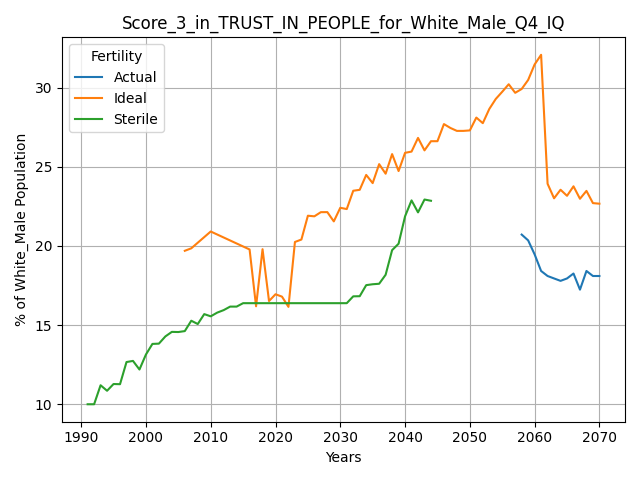 Score_3_in_TRUST_IN_PEOPLE_for_White_Male_Q4_IQ
Fertility
Actual
Ideal
Sterile
% of White_Male Population
30
25
20
15
10
1990 2000 2010 2020 2030 2040 2050 2060 2070
Years